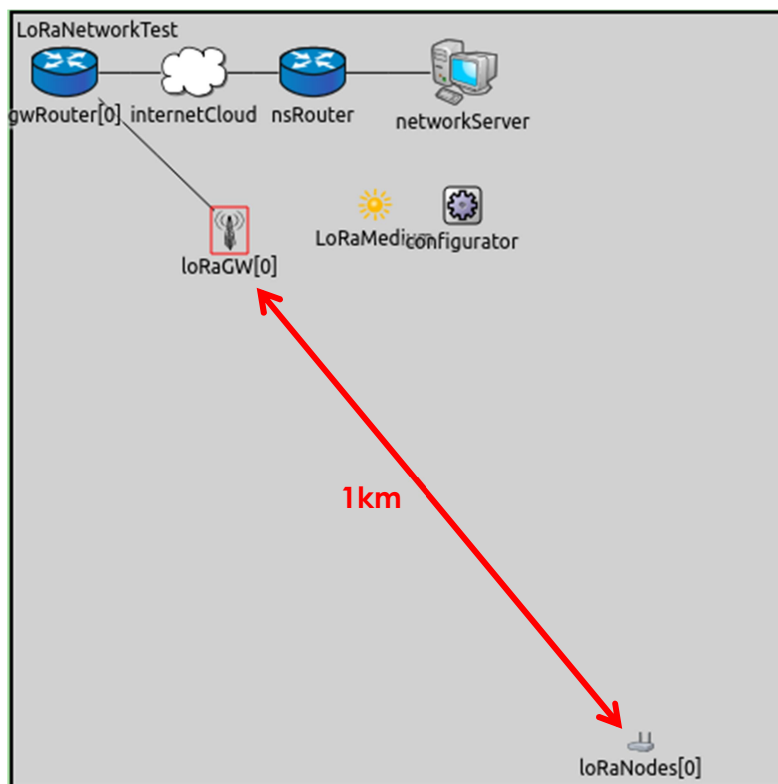 LoRaNetworkTest
gwRouter[0] internetCloud nsRouter networkServer
loRaGW[0] LoRaMedium configurator
1km
loRaNodes[0]